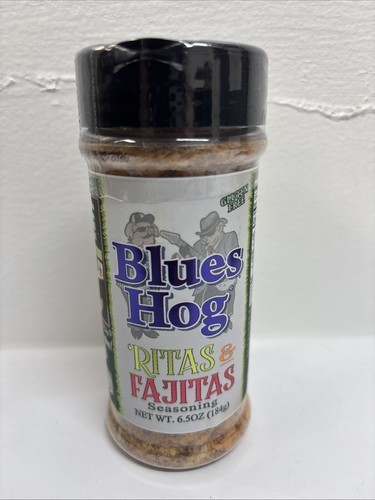 GLUTEN
FREE
Blues
Hog
'RITAS &
FAJITAS
Seasoning
NET WT. 6.5OZ (184g)